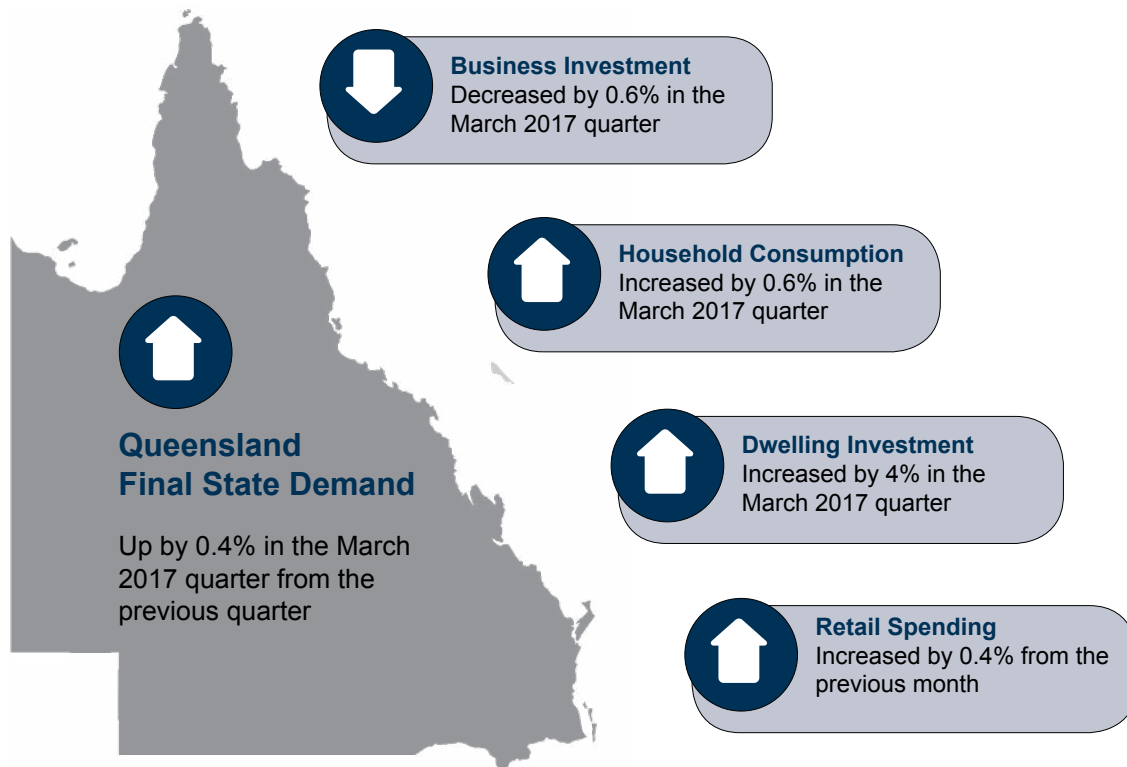 Business Investment
Decreased by 0.6% in the
March 2017 quarter
Household Consumption
Increased by 0.6% in the
March 2017 quarter
Queensland
Final State Demand
Up by 0.4% in the March
2017 quarter from the
previous quarter
Dwelling Investment
Increased by 4% in the
March 2017 quarter
Retail Spending
Increased by 0.4% from the
previous month